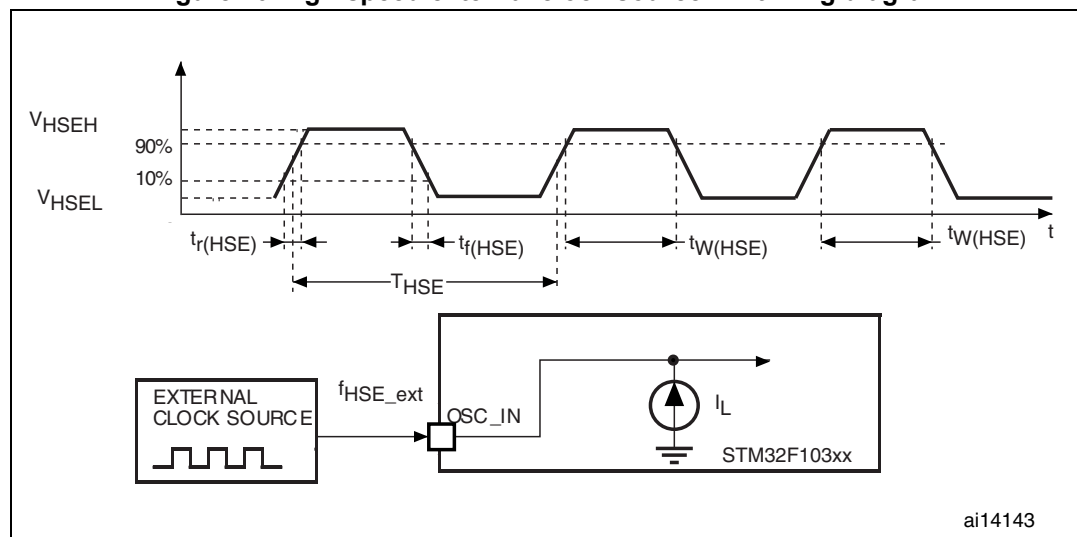 VHSEH
90%
10%
VHSEL
tr(HSE) tf(HSE) tW(HSE) tW(HSE) t
THSE
EXTERNAL
CLOCK SOURCE
fHSE_ext
OSC_IN
IL
STM32F103xx
ai14143